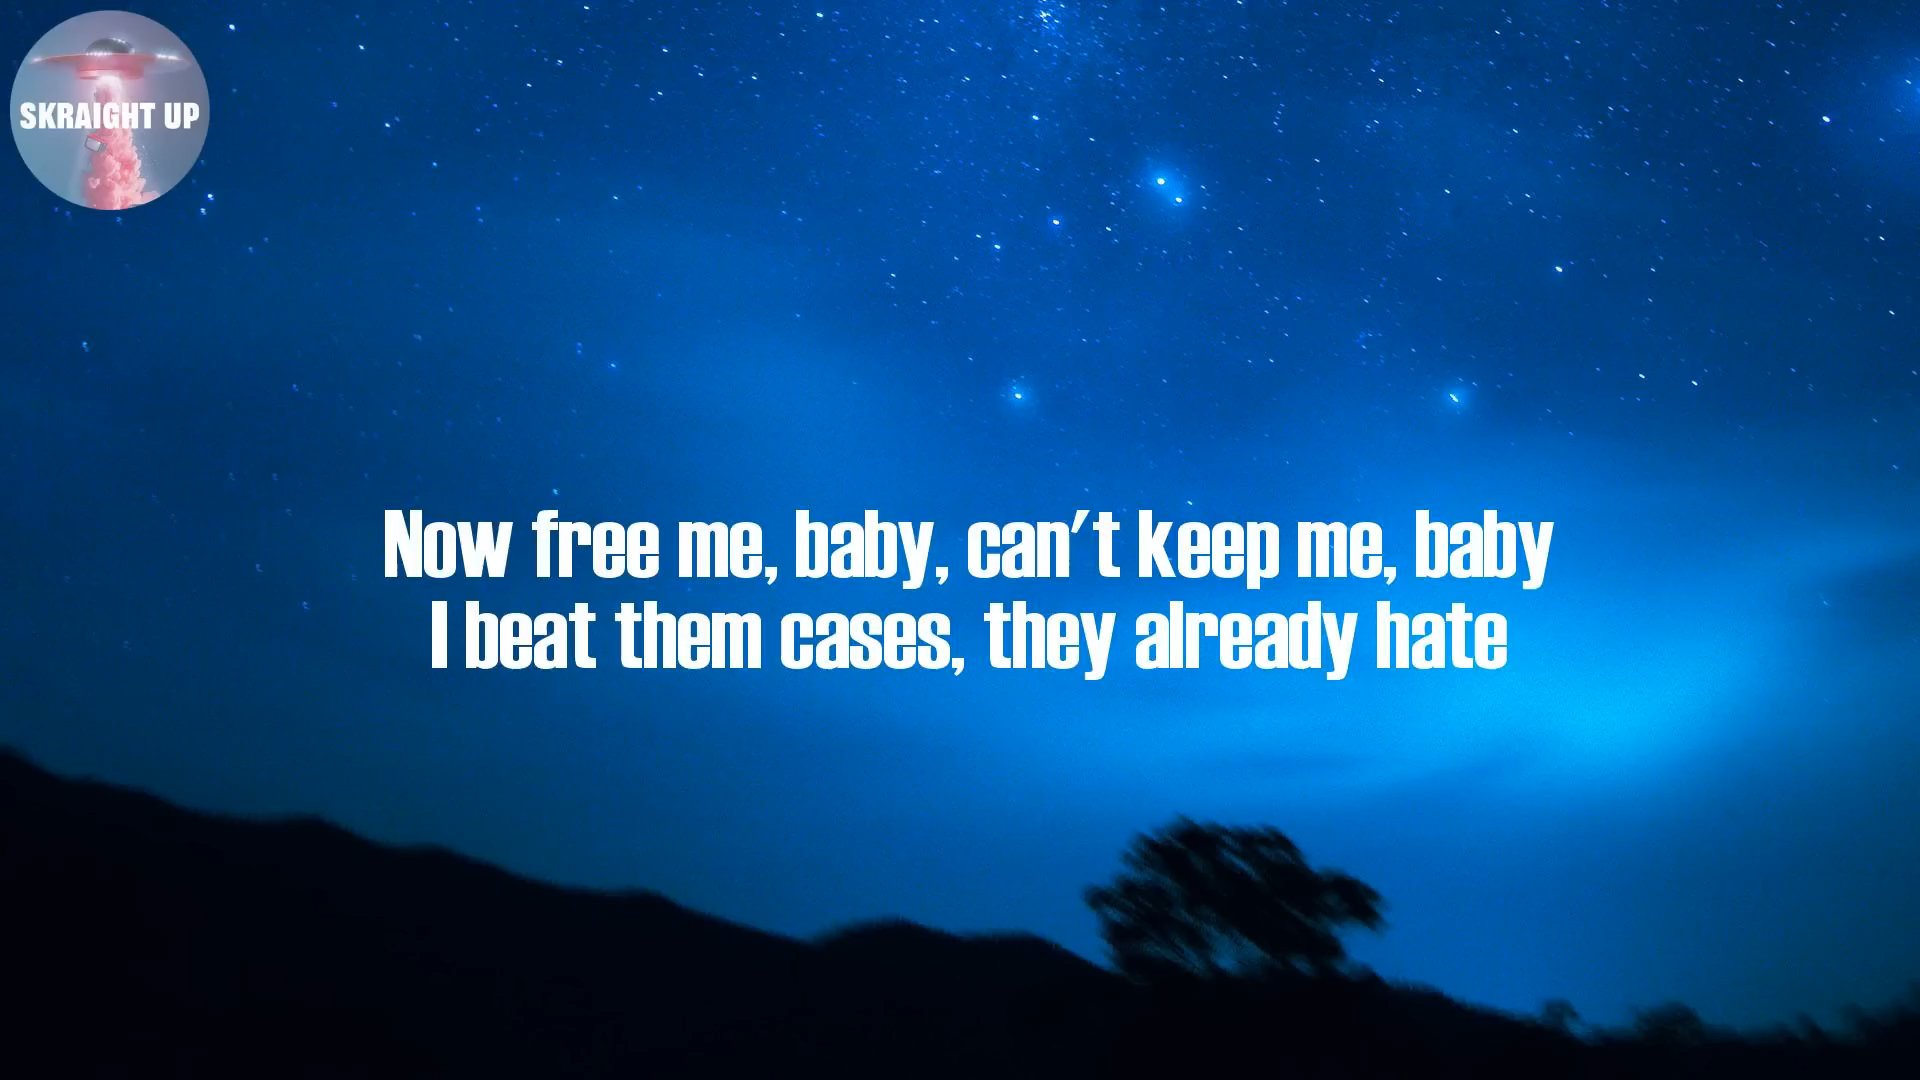 SKRAIGHT UP
Now free me, baby, can't keep me, baby
I beat them cases, they already hate